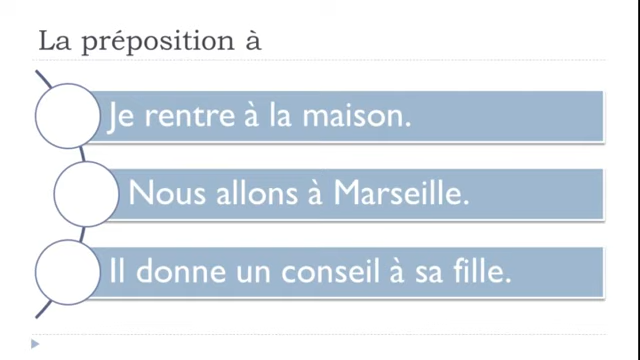 La préposition à
Je rentre à la maison.
Nous allons à Marseille.
Il donne un conseil à sa fille.